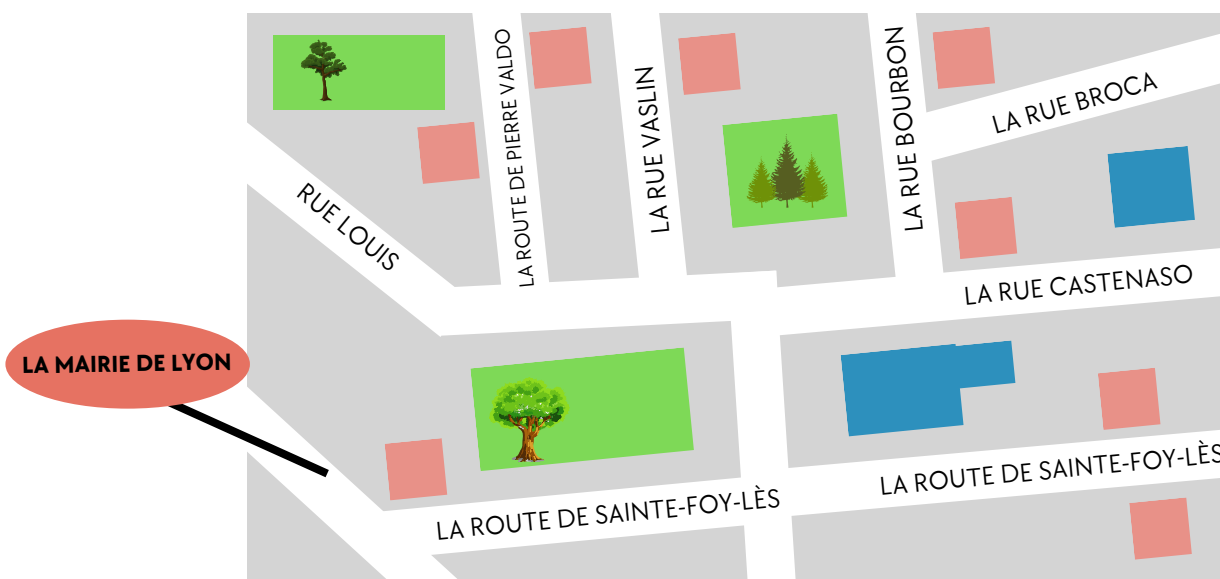 LA ROUTE DE PIERRE VALDO
LA RUE VASLIN
LA RUE BOURBON
LA RUE BROCA
RUE LOUIS
LA RUE CASTENASO
LA MAIRIE DE LYON
LA ROUTE DE SAINTE-FOY-LÈS
LA ROUTE DE SAINTE-FOY-LÈS